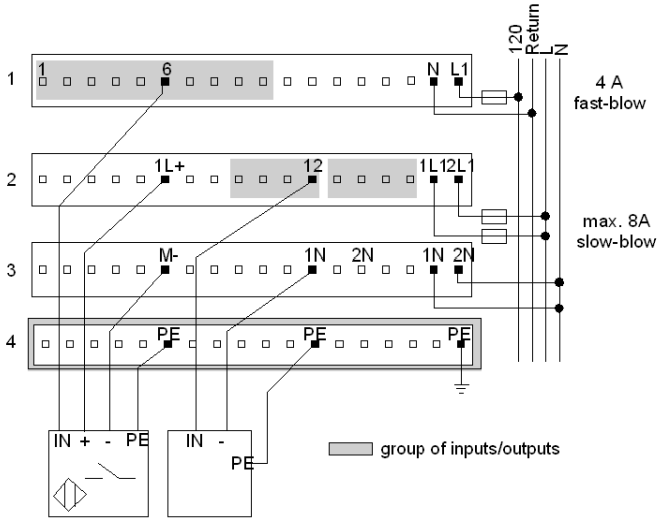 120
Return
L
N
1
1
6
N
L1
4 A
fast-blow
2
1L+
12
1L1
2L1
max. 8A
slow-blow
3
M-
1N
2N
1N
2N
4
PE
PE
PE
IN
+
-
PE
IN
-
PE
group of inputs/outputs